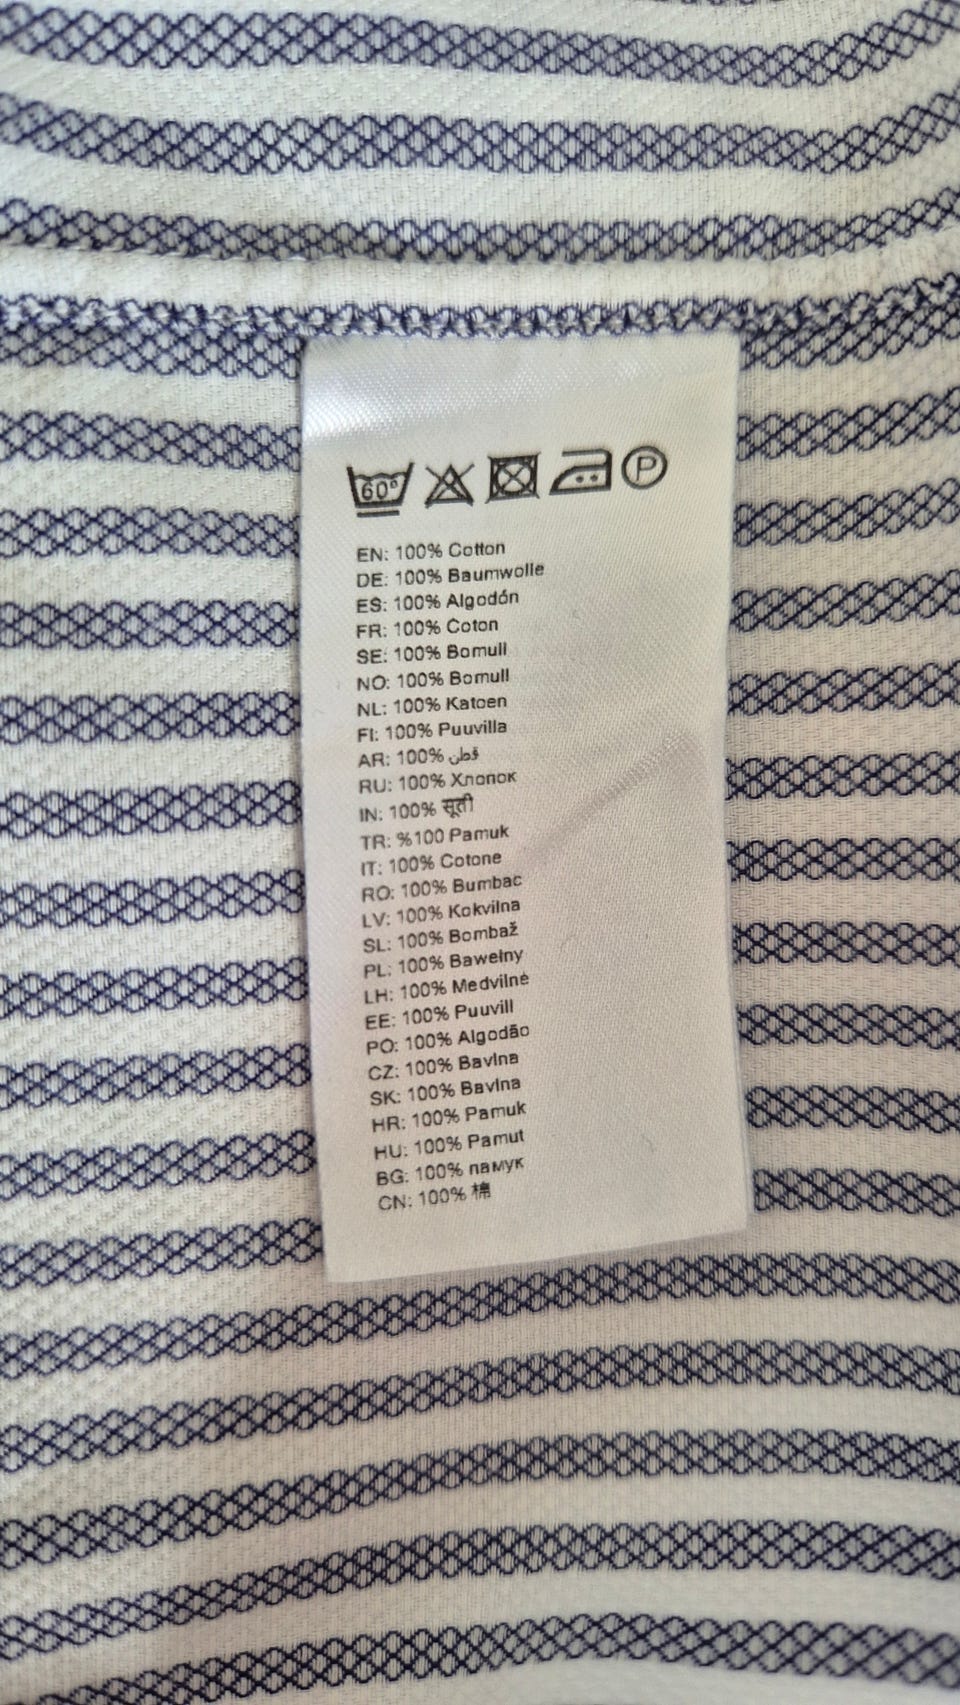 60°
P
EN: 100% Cotton
DE: 100% Baumwolle
ES: 100% Algodón
FR: 100% Coton
SE: 100% Bomull
NO: 100% Bomull
NL: 100% Katoen
FI: 100% Puuvilla
AR: 100% قطن
RU: 100% Хлопок
IN: 100% सूती
TR: %100 Pamuk
IT: 100% Cotone
RO: 100% Bumbac
LV: 100% Kokvilna
SL: 100% Bombaž
PL: 100% Bawełny
LH: 100% Medvilnė
EE: 100% Puuvill
PO: 100% Algodão
CZ: 100% Bavlna
SK: 100% Bavlna
HR: 100% Pamuk
HU: 100% Pamut
BG: 100% памук
CN: 100% 棉